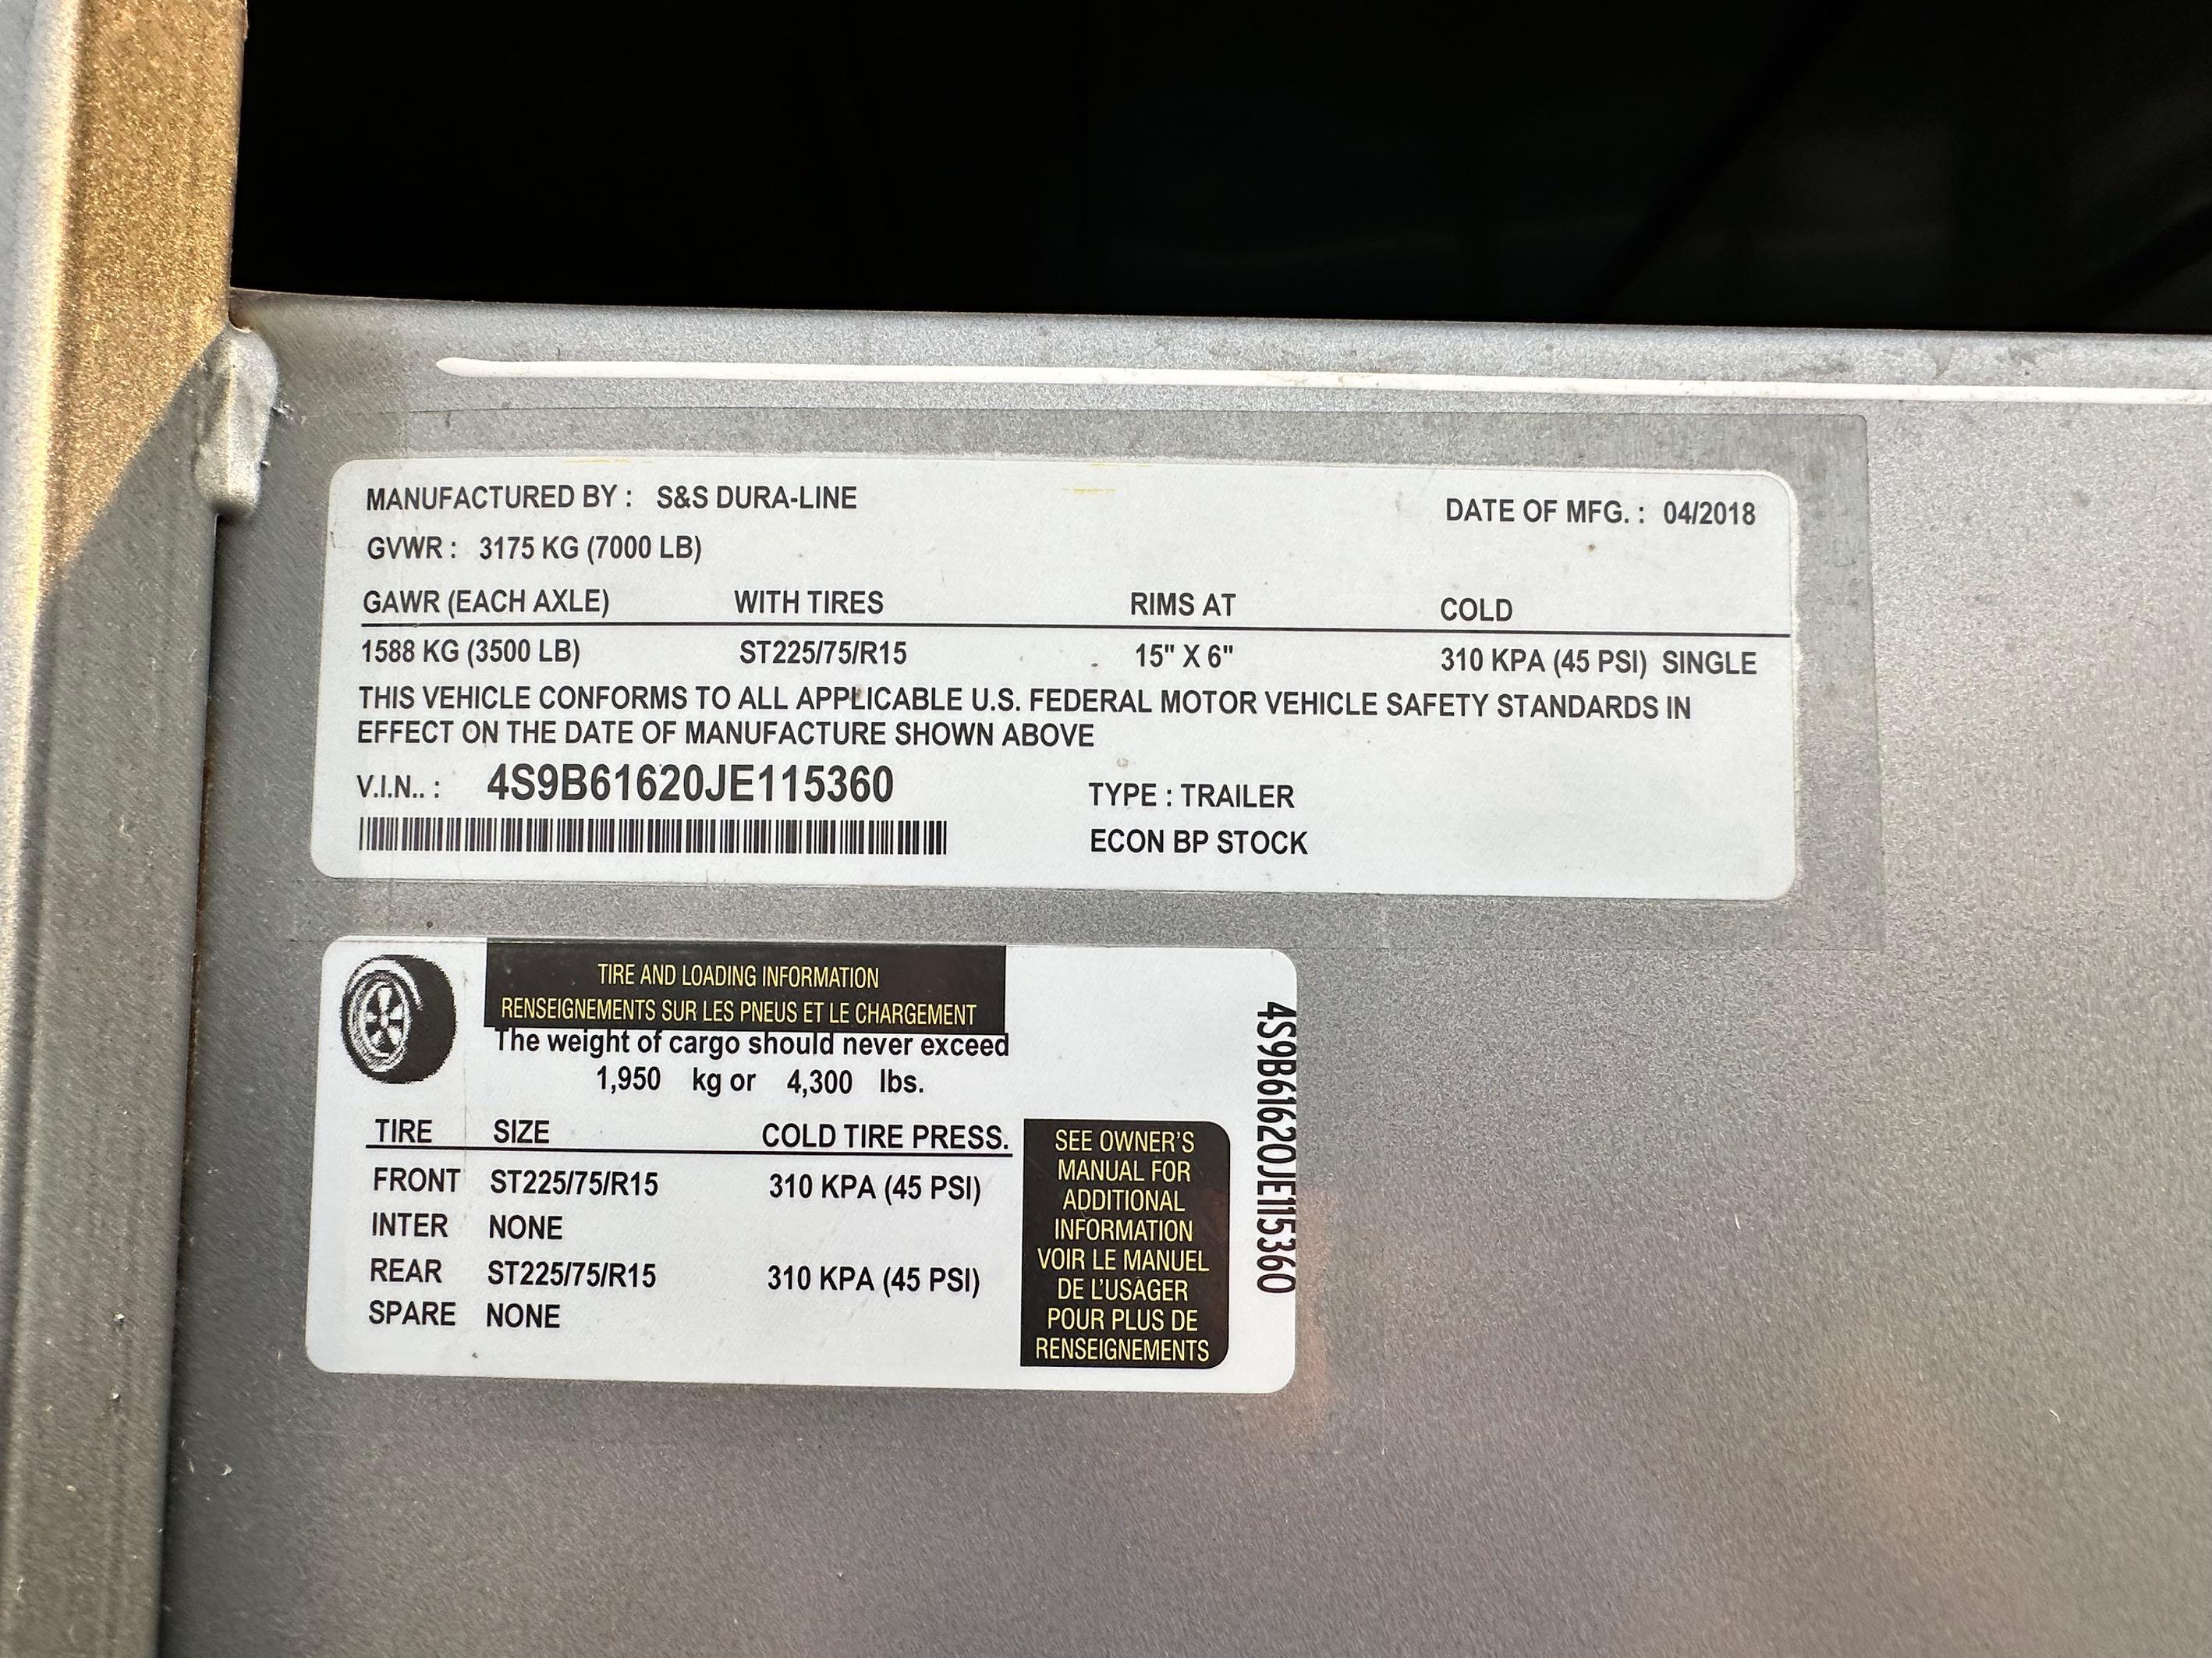 MANUFACTURED BY : S&S DURA-LINE DATE OF MFG. : 04/2018
GVWR : 3175 KG (7000 LB)
GAWR (EACH AXLE) WITH TIRES RIMS AT COLD
1588 KG (3500 LB) ST225/75/R15 15" X 6" 310 KPA (45 PSI) SINGLE
THIS VEHICLE CONFORMS TO ALL APPLICABLE U.S. FEDERAL MOTOR VEHICLE SAFETY STANDARDS IN
EFFECT ON THE DATE OF MANUFACTURE SHOWN ABOVE
V.I.N.. : 4S9B61620JE115360 TYPE : TRAILER
ECON BP STOCK
TIRE AND LOADING INFORMATION
RENSEIGNEMENTS SUR LES PNEUS ET LE CHARGEMENT
The weight of cargo should never exceed
1,950 kg or 4,300 lbs.
TIRE SIZE COLD TIRE PRESS.
FRONT ST225/75/R15 310 KPA (45 PSI)
INTER NONE
REAR ST225/75/R15 310 KPA (45 PSI)
SPARE NONE
SEE OWNER'S
MANUAL FOR
ADDITIONAL
INFORMATION
VOIR LE MANUEL
DE L'USAGER
POUR PLUS DE
RENSEIGNEMENTS
4S9B61620JE115360